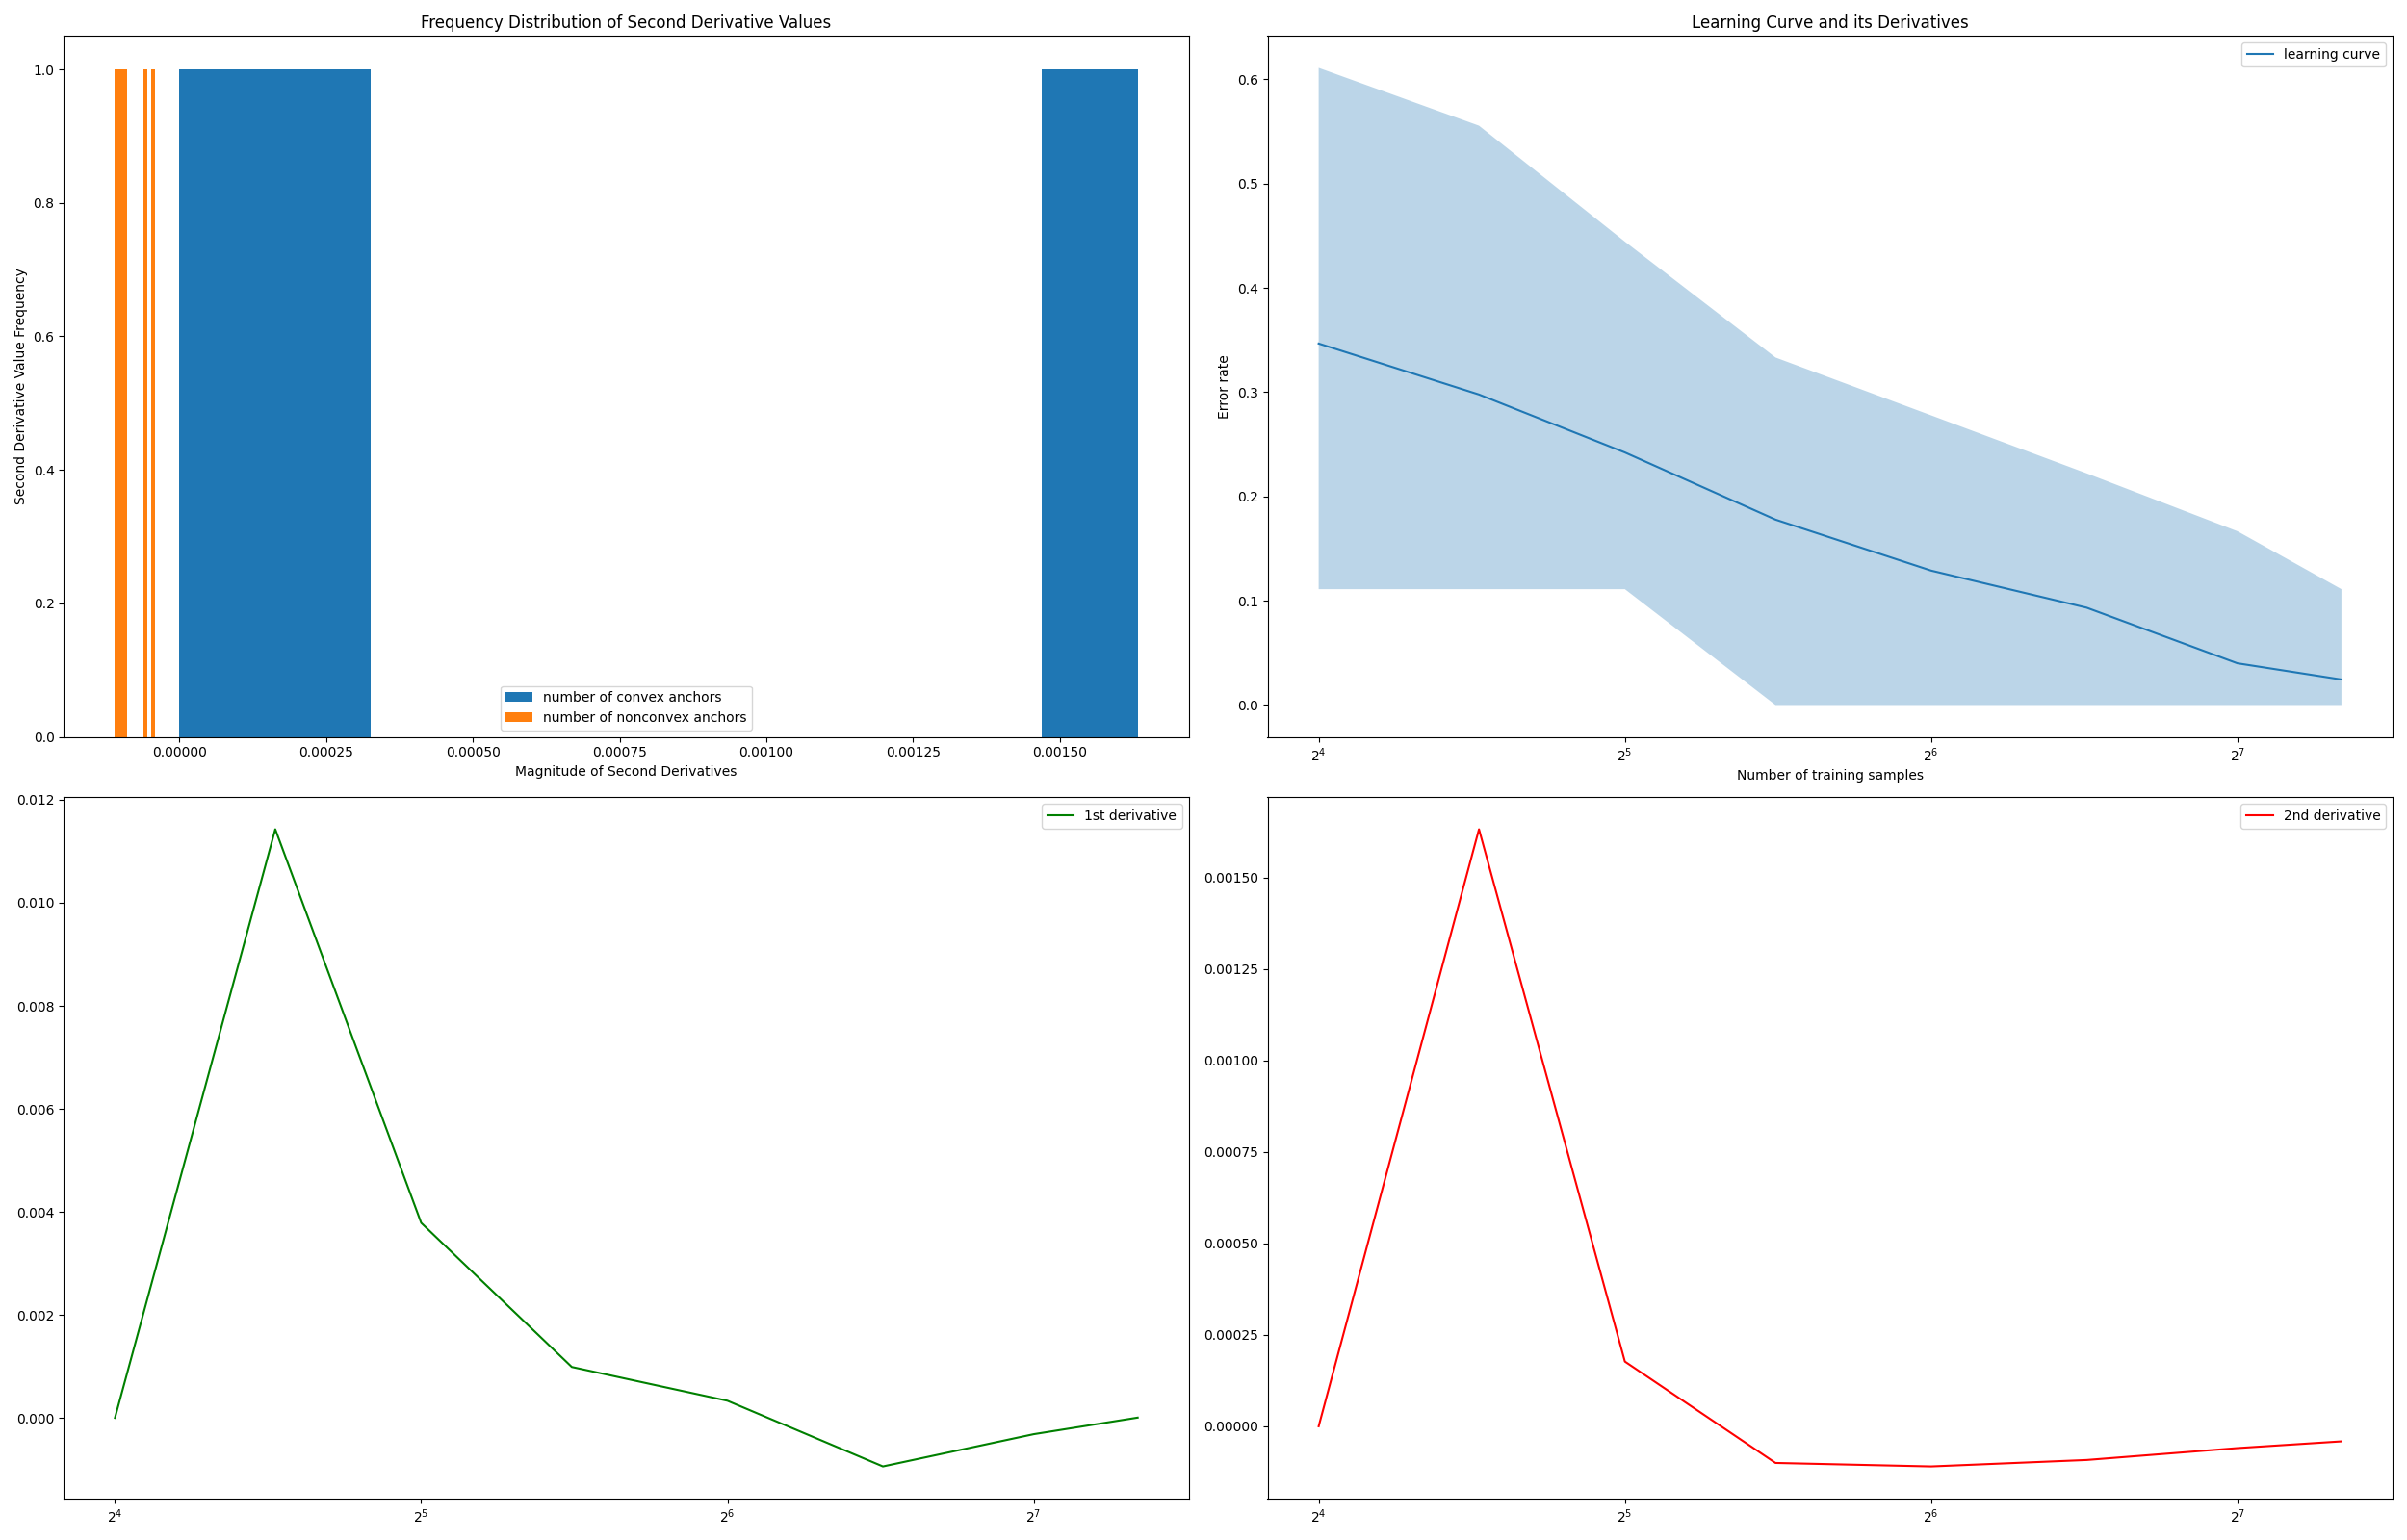 Frequency Distribution of Second Derivative Values
Second Derivative Value Frequency
1.0
0.8
0.6
0.4
0.2
0.0
number of convex anchors
number of nonconvex anchors
0.00000 0.00025 0.00050 0.00075 0.00100 0.00125 0.00150
Magnitude of Second Derivatives
Learning Curve and its Derivatives
learning curve
Error rate
0.6
0.5
0.4
0.3
0.2
0.1
0.0
2⁴ 2⁵ 2⁶ 2⁷
Number of training samples
1st derivative
0.012
0.010
0.008
0.006
0.004
0.002
0.000
2⁴ 2⁵ 2⁶ 2⁷
2nd derivative
0.00150
0.00125
0.00100
0.00075
0.00050
0.00025
0.00000
2⁴ 2⁵ 2⁶ 2⁷